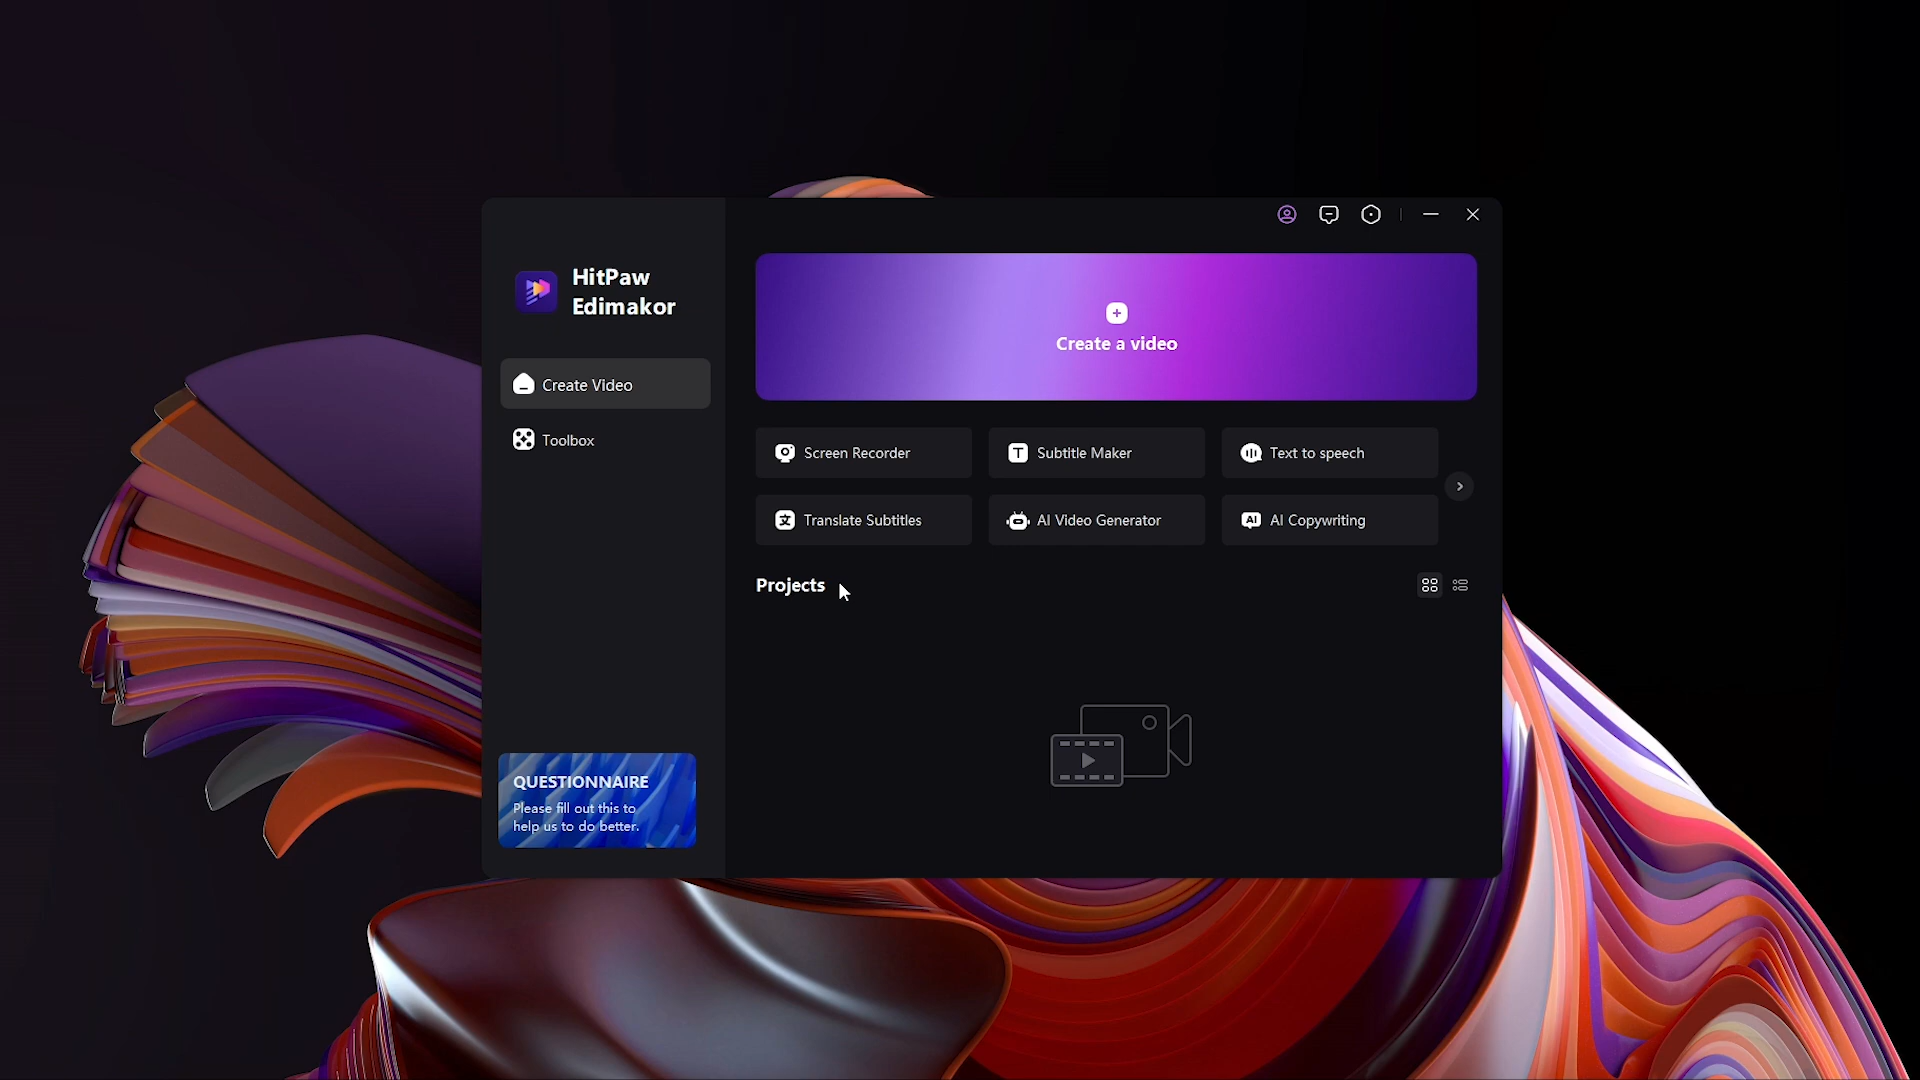 HitPaw
Edimakor
Create Video
Toolbox
QUESTIONNAIRE
Please fill out this to
help us to do better.
Create a video
Screen Recorder
Subtitle Maker
Text to speech
Translate Subtitles
AI Video Generator
AI Copywriting
Projects